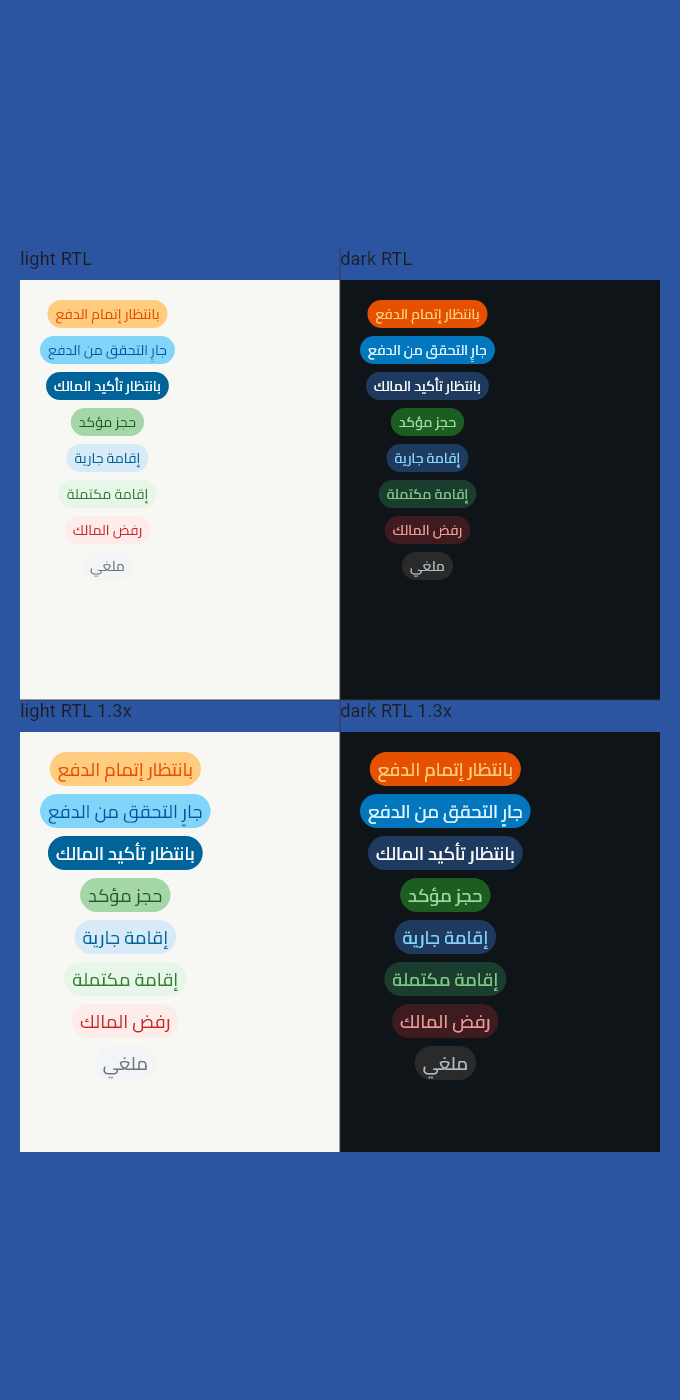 light RTL
بانتظار إتمام الدفع
جارٍ التحقق من الدفع
بانتظار تأكيد المالك
حجز مؤكد
إقامة جارية
إقامة مكتملة
رفض المالك
ملغي
dark RTL
بانتظار إتمام الدفع
جارٍ التحقق من الدفع
بانتظار تأكيد المالك
حجز مؤكد
إقامة جارية
إقامة مكتملة
رفض المالك
ملغي
light RTL 1.3x
بانتظار إتمام الدفع
جارٍ التحقق من الدفع
بانتظار تأكيد المالك
حجز مؤكد
إقامة جارية
إقامة مكتملة
رفض المالك
ملغي
dark RTL 1.3x
بانتظار إتمام الدفع
جارٍ التحقق من الدفع
بانتظار تأكيد المالك
حجز مؤكد
إقامة جارية
إقامة مكتملة
رفض المالك
ملغي